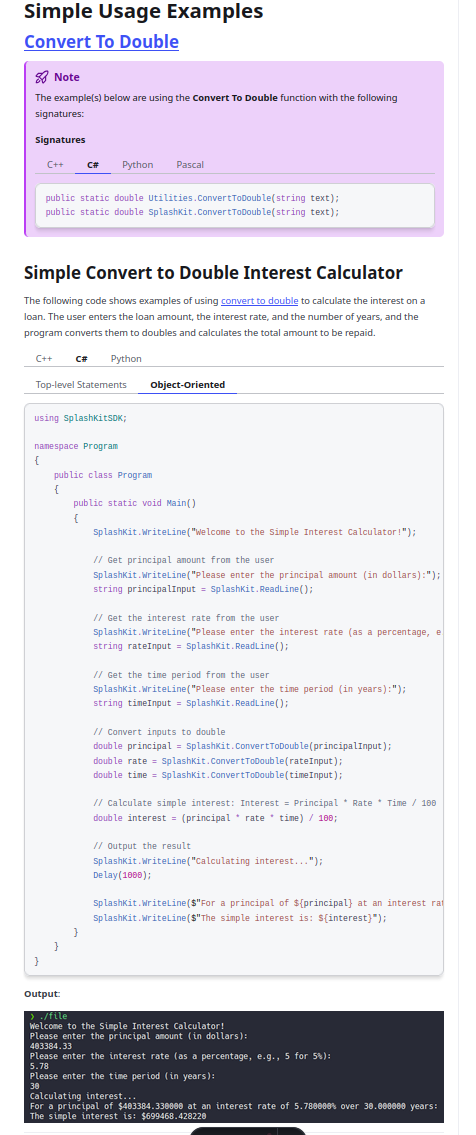 Simple Usage Examples
Convert To Double
Note
The example(s) below are using the Convert To Double function with the following
signatures:
Signatures
C++ C# Python Pascal
public static double Utilities.ConvertToDouble(string text);
public static double SplashKit.ConvertToDouble(string text);
Simple Convert to Double Interest Calculator
The following code shows examples of using convert to double to calculate the interest on a
loan. The user enters the loan amount, the interest rate, and the number of years, and the
program converts them to doubles and calculates the total amount to be repaid.
C++ C# Python
Top-level Statements Object-Oriented
using SplashKitSDK;
namespace Program
{
public class Program
{
public static void Main()
{
SplashKit.WriteLine("Welcome to the Simple Interest Calculator!");
// Get principal amount from the user
SplashKit.WriteLine("Please enter the principal amount (in dollars):");
string principalInput = SplashKit.ReadLine();
// Get the interest rate from the user
SplashKit.WriteLine("Please enter the interest rate (as a percentage, e
string rateInput = SplashKit.ReadLine();
// Get the time period from the user
SplashKit.WriteLine("Please enter the time period (in years):");
string timeInput = SplashKit.ReadLine();
// Convert inputs to double
double principal = SplashKit.ConvertToDouble(principalInput);
double rate = SplashKit.ConvertToDouble(rateInput);
double time = SplashKit.ConvertToDouble(timeInput);
// Calculate simple interest: Interest = Principal * Rate * Time / 100
double interest = (principal * rate * time) / 100;
// Output the result
SplashKit.WriteLine("Calculating interest...");
Delay(1000);
SplashKit.WriteLine($"For a principal of ${principal} at an interest rat
SplashKit.WriteLine($"The simple interest is: ${interest}");
}
}
}
Output:
❯ ./file
Welcome to the Simple Interest Calculator!
Please enter the principal amount (in dollars):
403384.33
Please enter the interest rate (as a percentage, e.g., 5 for 5%):
5.78
Please enter the time period (in years):
30
Calculating interest...
For a principal of $403384.330000 at an interest rate of 5.780000% over 30.000000 years:
The simple interest is: $699468.428220